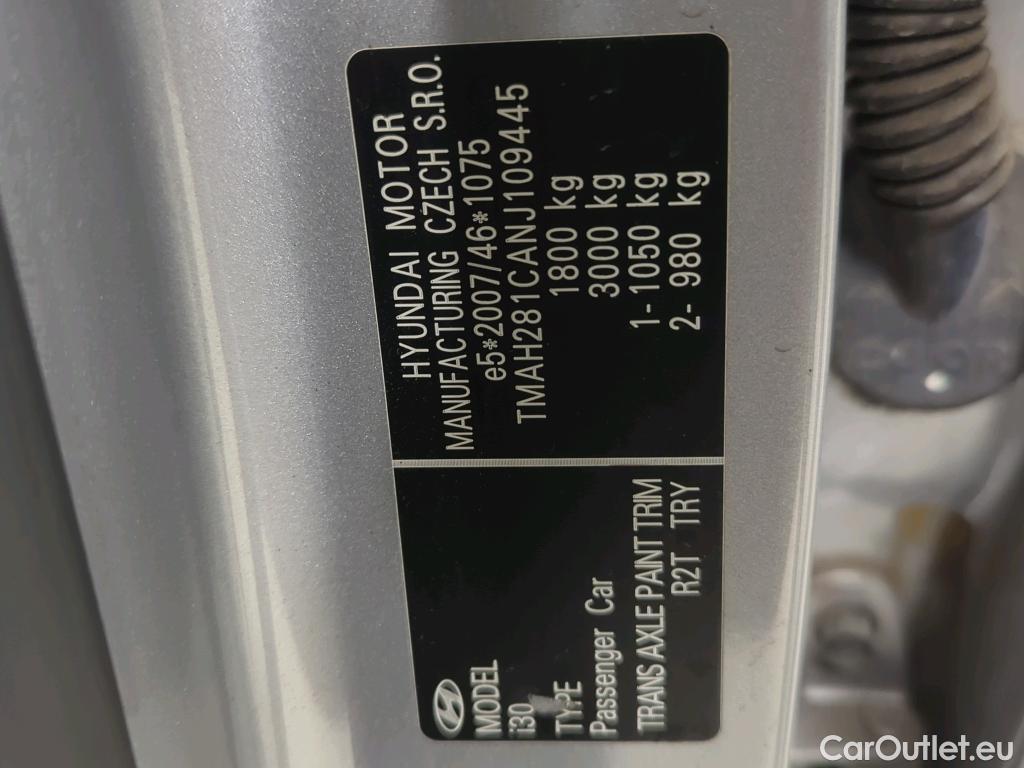 HYUNDAI MOTOR
MANUFACTURING CZECH S.R.O.
e5*2007/46*1075
TMAH281CANJ109445
1800 kg
3000 kg
1- 1050 kg
2- 980 kg
MODEL
i30
TYPE
Passenger Car
TRANS AXLE PAINT TRIM
R2T TRY
CarOutlet.eu